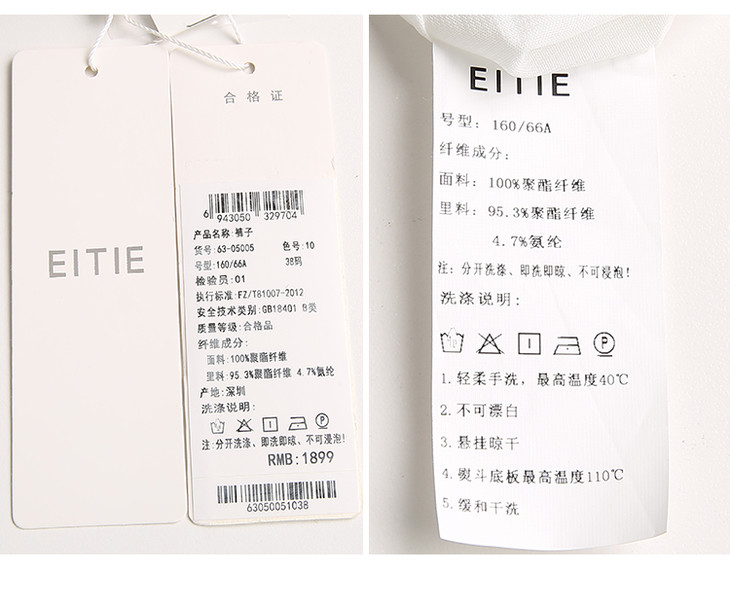 EITIE
合格证
6 943050 329704
产品名称:裤子
货号:63-05005 色号:10
号型:160/66A 38码
检验员:01
执行标准:FZ/T81007-2012
安全技术类别:GB18401 B类
质量等级:合格品
纤维成分:
面料:100%聚酯纤维
里料:95.3%聚酯纤维 4.7%氨纶
产地:深圳
洗涤说明:
P
注:分开洗涤、即洗即晾、不可浸泡!
RMB:1899
63050051038
EITIE
号型: 160/66A
纤维成分:
面料: 100%聚酯纤维
里料: 95.3%聚酯纤维
4.7%氨纶
注: 分开洗涤、即洗即晾、不可浸泡!
洗涤说明:
P
1.轻柔手洗，最高温度40℃
2.不可漂白
3.悬挂晾干
4.熨斗底板最高温度110℃
5.缓和干洗